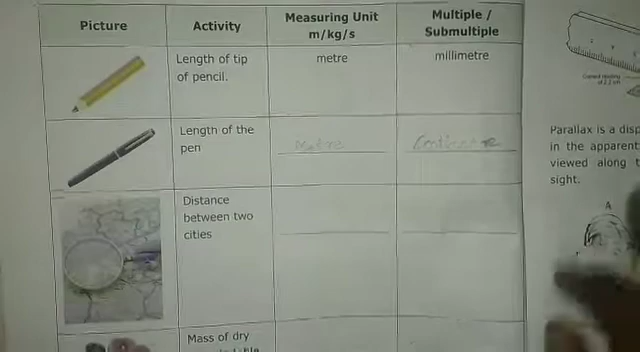 Picture
Activity
Measuring Unit
m/kg/s
Multiple /
Submultiple
Length of tip
of pencil.
metre
millimetre
Length of the
pen
Metre
Distance
between two
cities
Mass of dry
Parallax is a disp
in the apparent
viewed along t
sight.
A